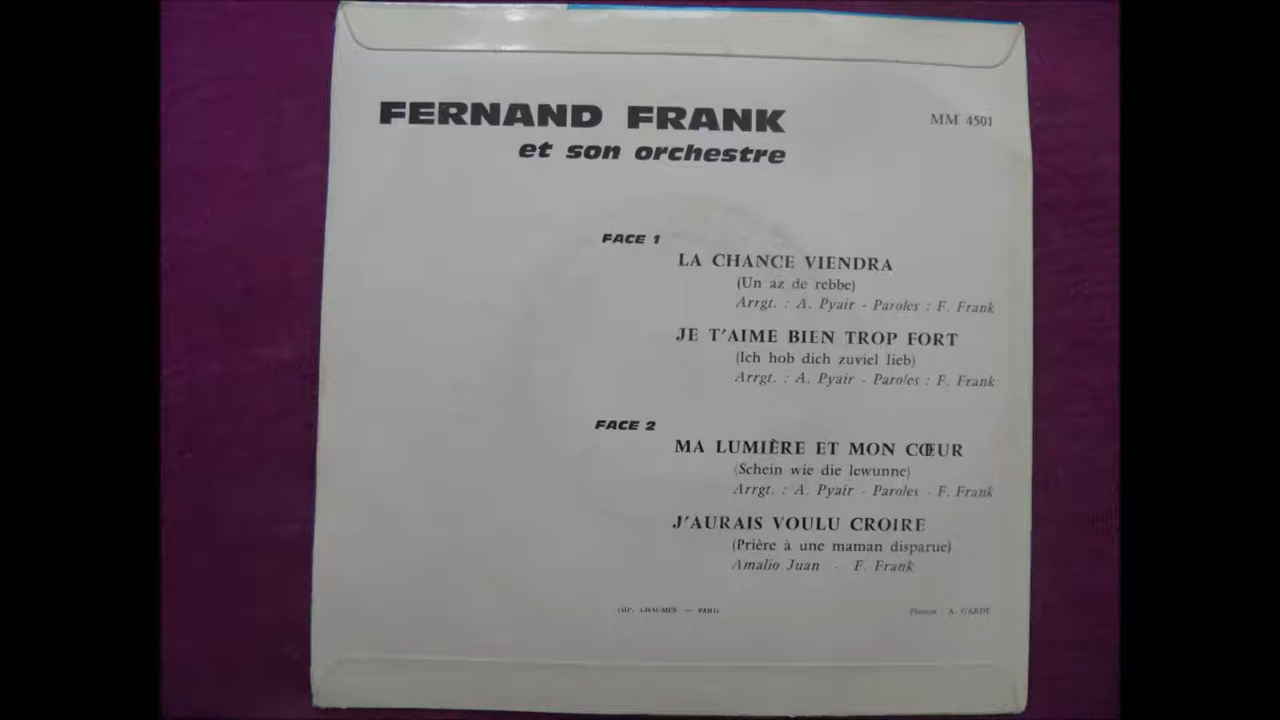 FERNAND FRANK
et son orchestre
MM 4501
FACE 1
LA CHANCE VIENDRA
(Un az de rebbe)
Arrgt. : A. Pyair - Paroles : F. Frank
JE T'AIME BIEN TROP FORT
(Ich hob dich zuviel lieb)
Arrgt. : A. Pyair - Paroles : F. Frank
FACE 2
MA LUMIÈRE ET MON CŒUR
(Schein wie die lewunne)
Arrgt. : A. Pyair - Paroles - F. Frank
J'AURAIS VOULU CROIRE
(Prière à une maman disparue)
Amalio Juan - F. Frank
IMP. CHAUMES — PARIS
A. GARDE